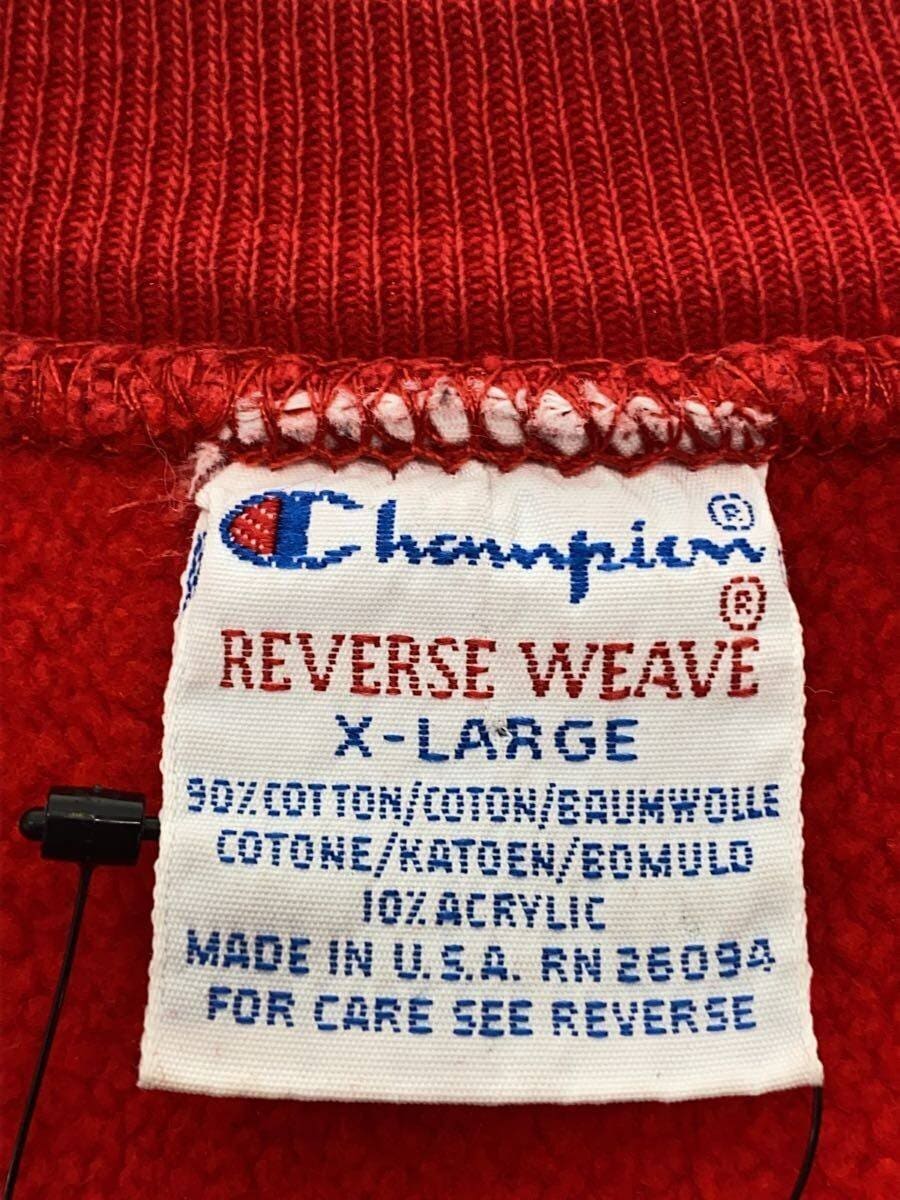 Champion®
®
REVERSE WEAVE
X-LARGE
90%COTTON/COTON/BAUMWOLLE
COTONE/KATOEN/BOMULD
10%ACRYLIC
MADE IN U.S.A. RN 26094
FOR CARE SEE REVERSE